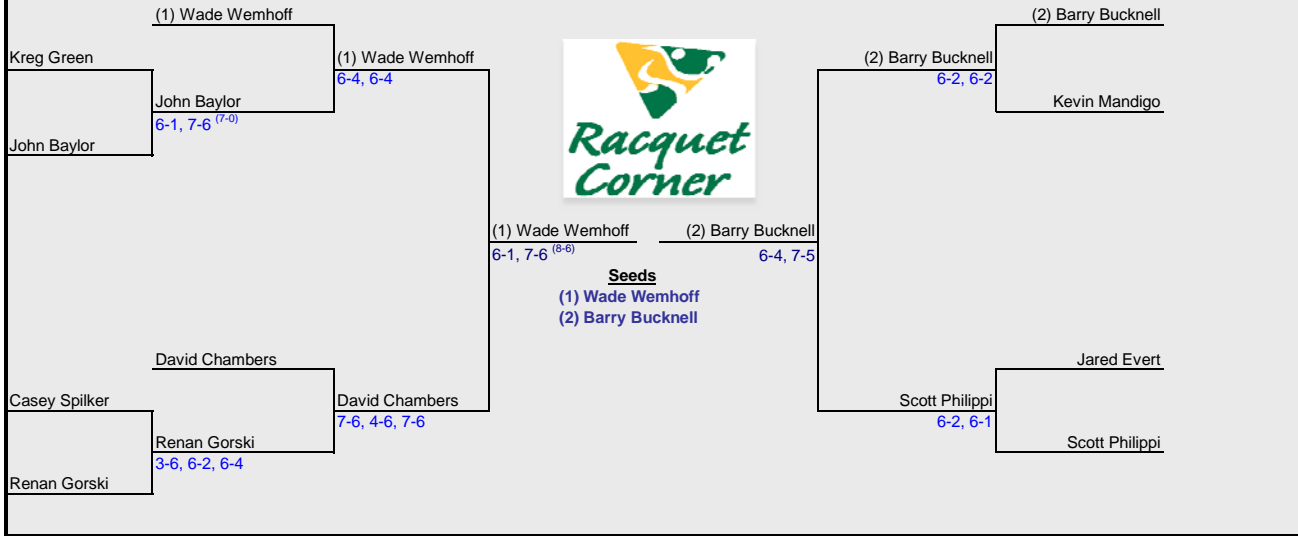 (1) Wade Wemhoff
Kreg Green
(1) Wade Wemhoff
6-4, 6-4
John Baylor
6-1, 7-6 (7-0)
John Baylor
(1) Wade Wemhoff
6-1, 7-6 (8-6)
David Chambers
Casey Spilker
David Chambers
7-6, 4-6, 7-6
Renan Gorski
3-6, 6-2, 6-4
Renan Gorski
Racquet
Corner
Seeds
(1) Wade Wemhoff
(2) Barry Bucknell
(2) Barry Bucknell
(2) Barry Bucknell
6-2, 6-2
Kevin Mandigo
(2) Barry Bucknell
6-4, 7-5
Jared Evert
Scott Philippi
6-2, 6-1
Scott Philippi